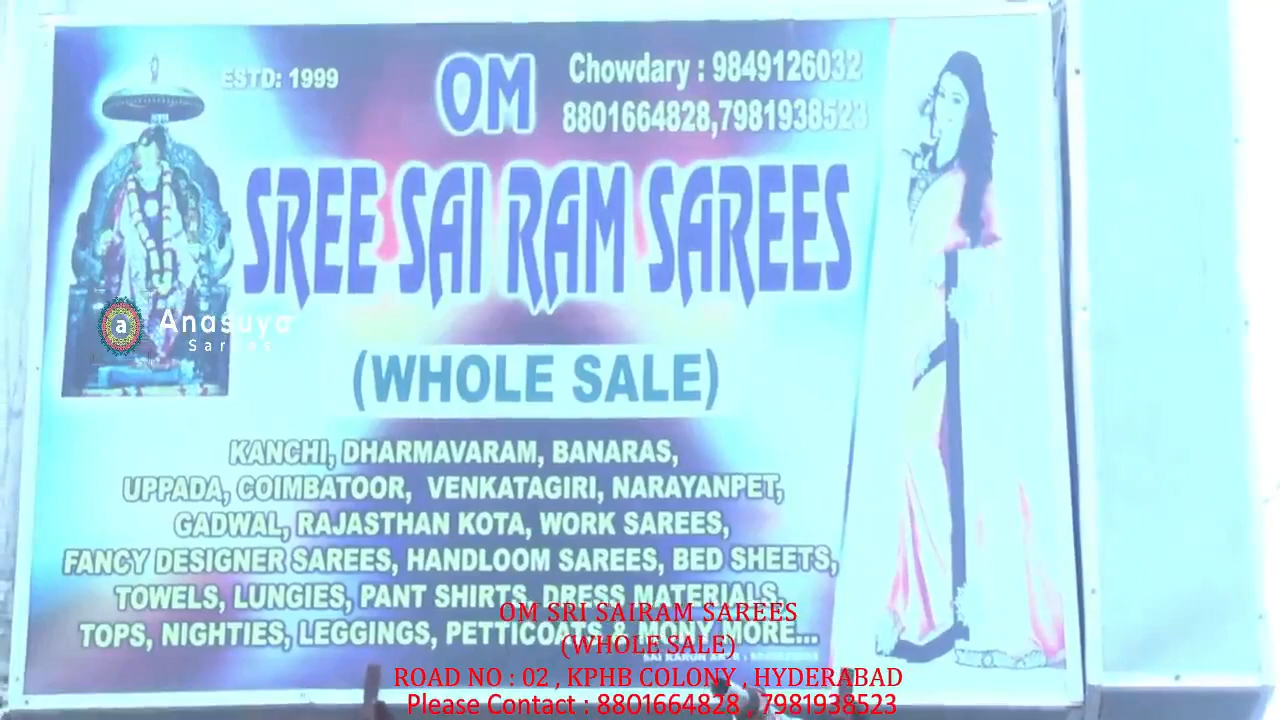 ESTD: 1999
OM
Chowdary : 9849126032
8801664828,7981938523
SREE SAI RAM SAREES
a Anasuya
Sarees
(WHOLE SALE)
KANCHI, DHARMAVARAM, BANARAS,
UPPADA, COIMBATOOR, VENKATAGIRI, NARAYANPET,
GADWAL, RAJASTHAN KOTA, WORK SAREES,
FANCY DESIGNER SAREES, HANDLOOM SAREES, BED SHEETS,
TOWELS, LUNGIES, PANT SHIRTS, DRESS MATERIALS,
TOPS, NIGHTIES, LEGGINGS, PETTICOATS & MORE...
OM SRI SAIRAM SAREES
(WHOLE SALE)
ROAD NO : 02 , KPHB COLONY , HYDERABAD
Please Contact : 8801664828 , 7981938523